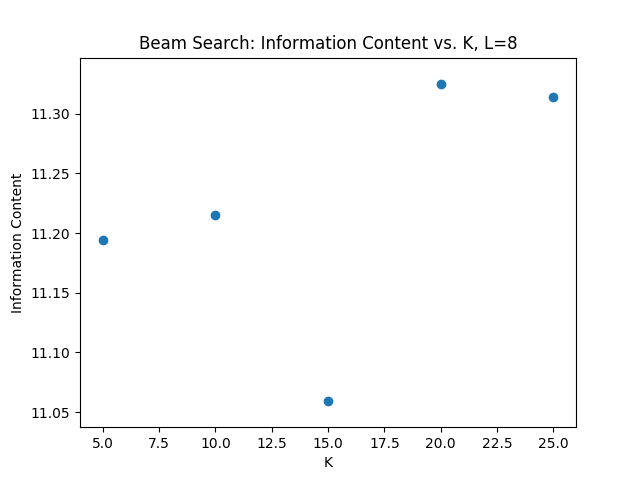 Beam Search: Information Content vs. K, L=8
Information Content
11.30
11.25
11.20
11.15
11.10
11.05
5.0 7.5 10.0 12.5 15.0 17.5 20.0 22.5 25.0
K